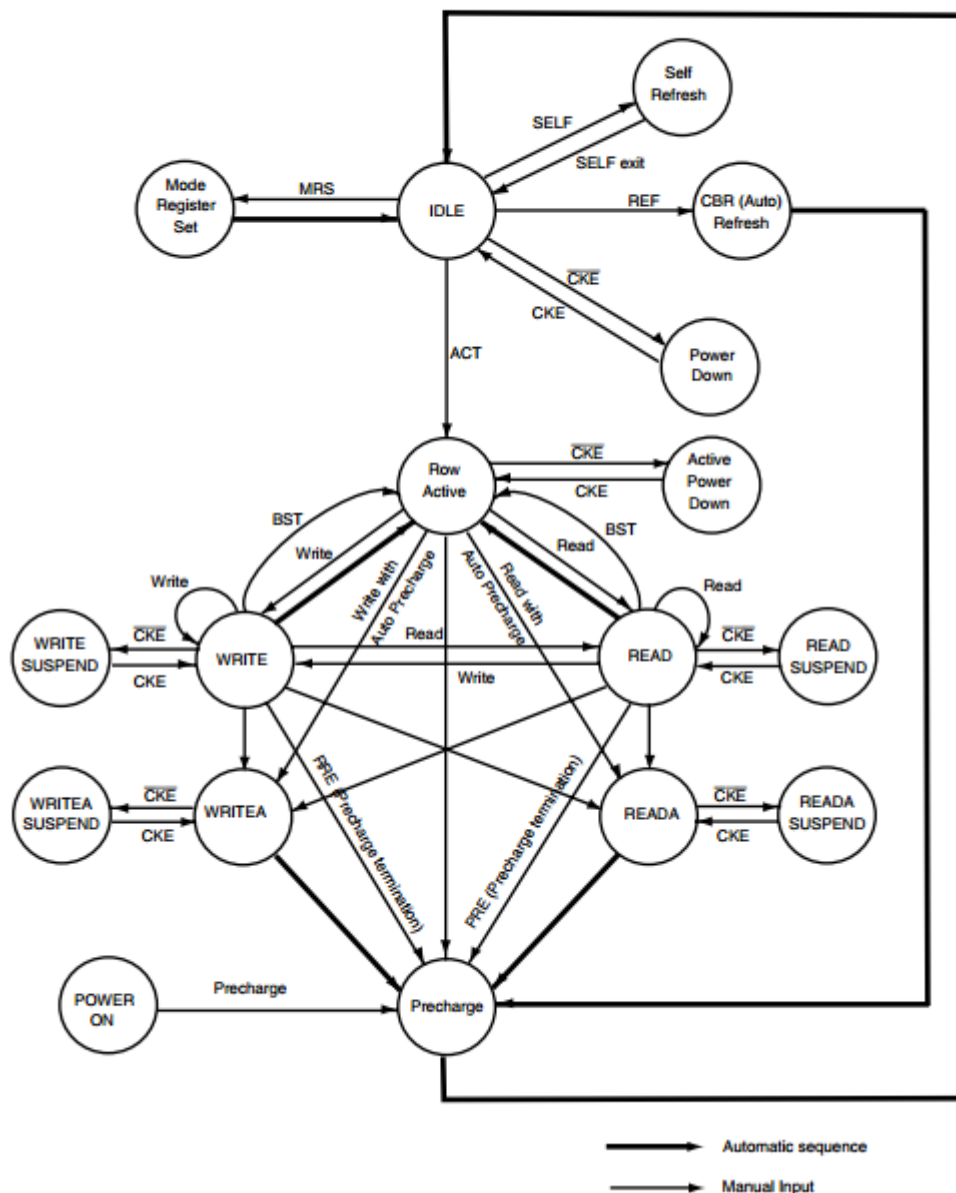 Self
Refresh
SELF
SELF exit
Mode
Register
Set
MRS
IDLE
REF
CBR (Auto)
Refresh
CKE
CKE
Power
Down
ACT
Row
Active
CKE
CKE
Active
Power
Down
BST
BST
Write
Read
Write with
Auto Precharge
Auto Precharge
Read with
Write
Read
WRITE
SUSPEND
CKE
CKE
WRITE
Read
Write
READ
CKE
CKE
READ
SUSPEND
WRITEA
SUSPEND
CKE
CKE
WRITEA
RRE (Precharge termination)
PRE (Precharge termination)
READA
CKE
CKE
READA
SUSPEND
POWER
ON
Precharge
Precharge
Automatic sequence
Manual Input